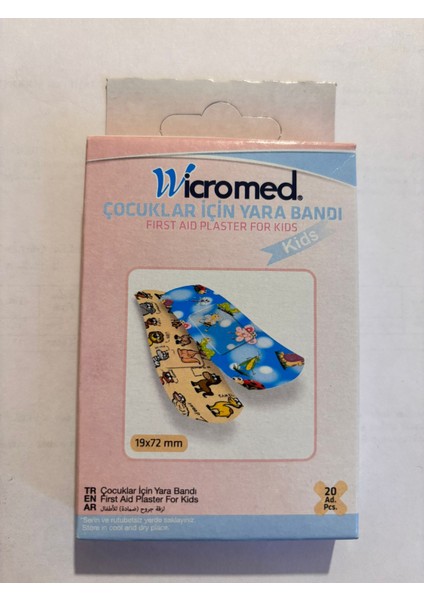 Wicromed®
ÇOCUKLAR İÇİN YARA BANDI
FIRST AID PLASTER FOR KIDS
Kids
19x72 mm
TR Çocuklar İçin Yara Bandı
EN First Aid Plaster For Kids
AR لزقة جروح (ضمادة) للأطفال
Serin ve rutubetsiz yerde saklayınız.
Store in cool and dry place.
20
Ad.
Pcs.